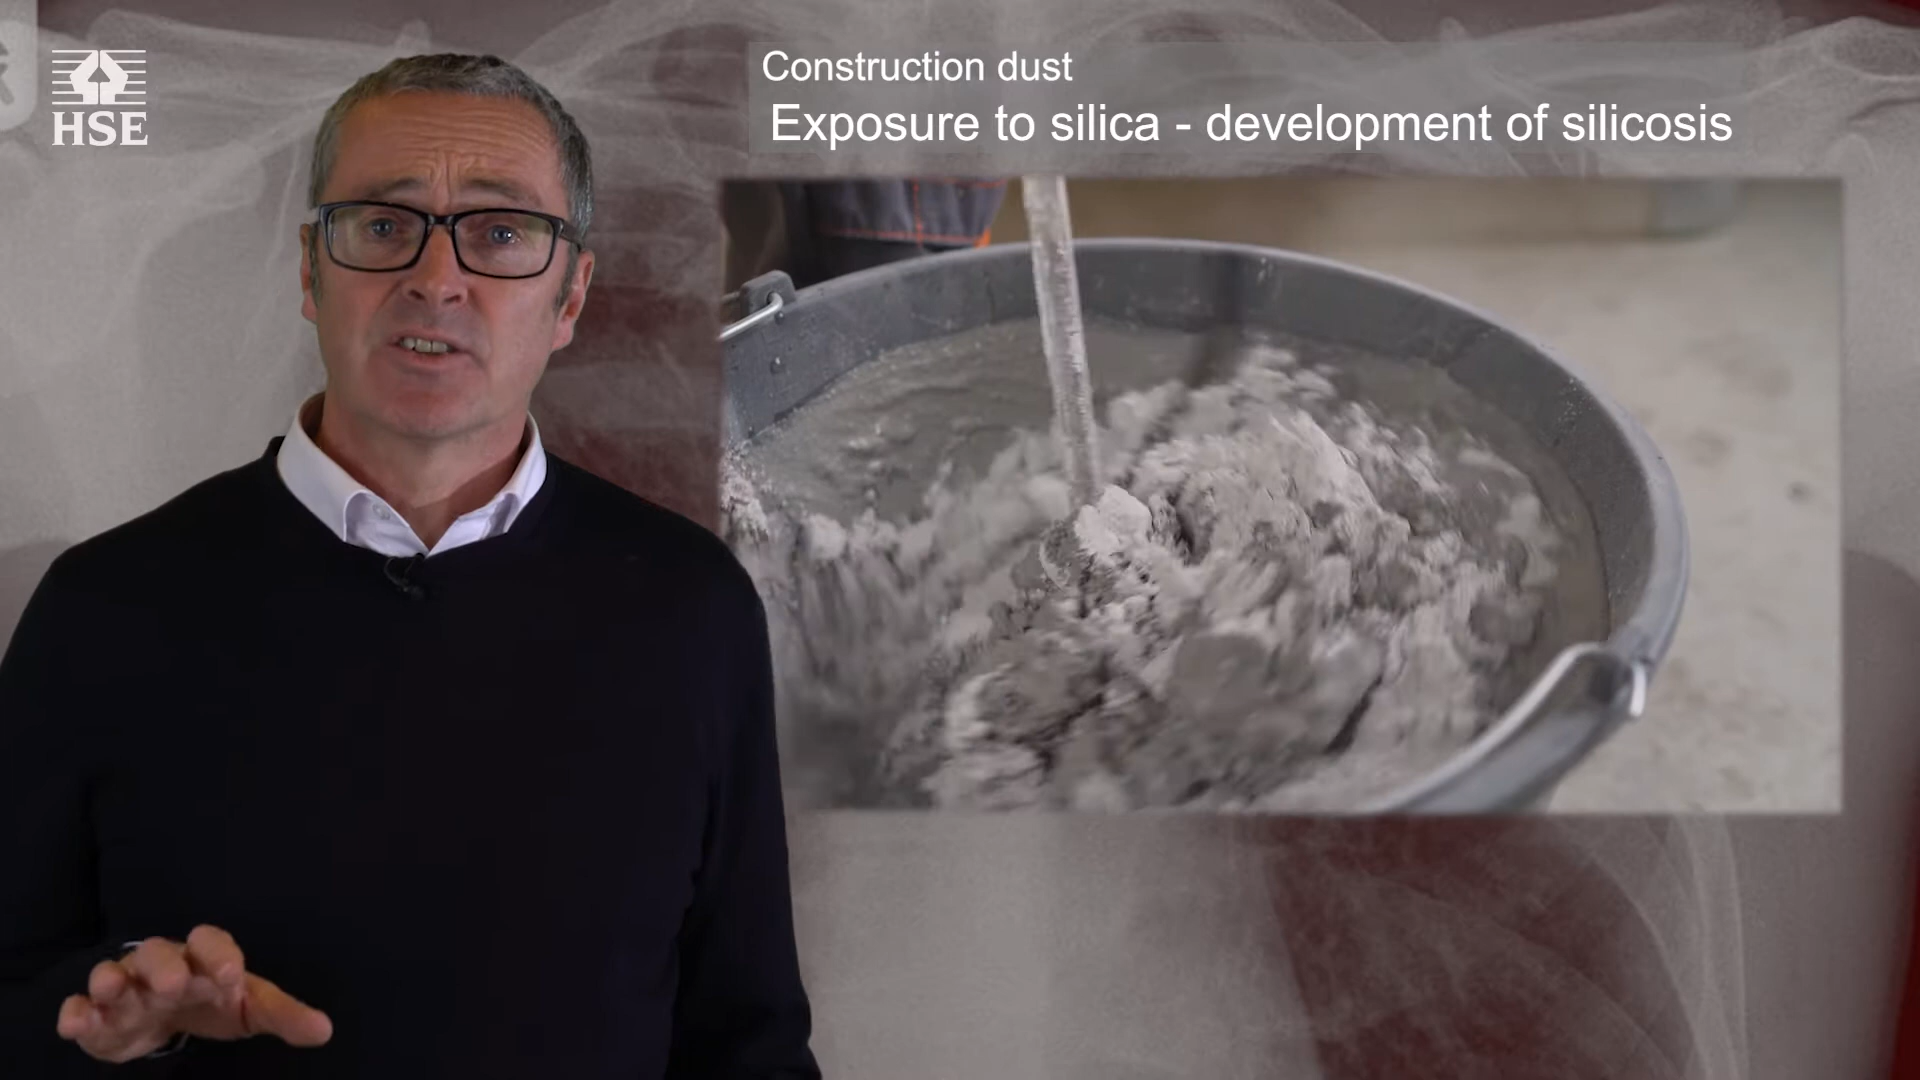 HSE
Construction dust
Exposure to silica - development of silicosis